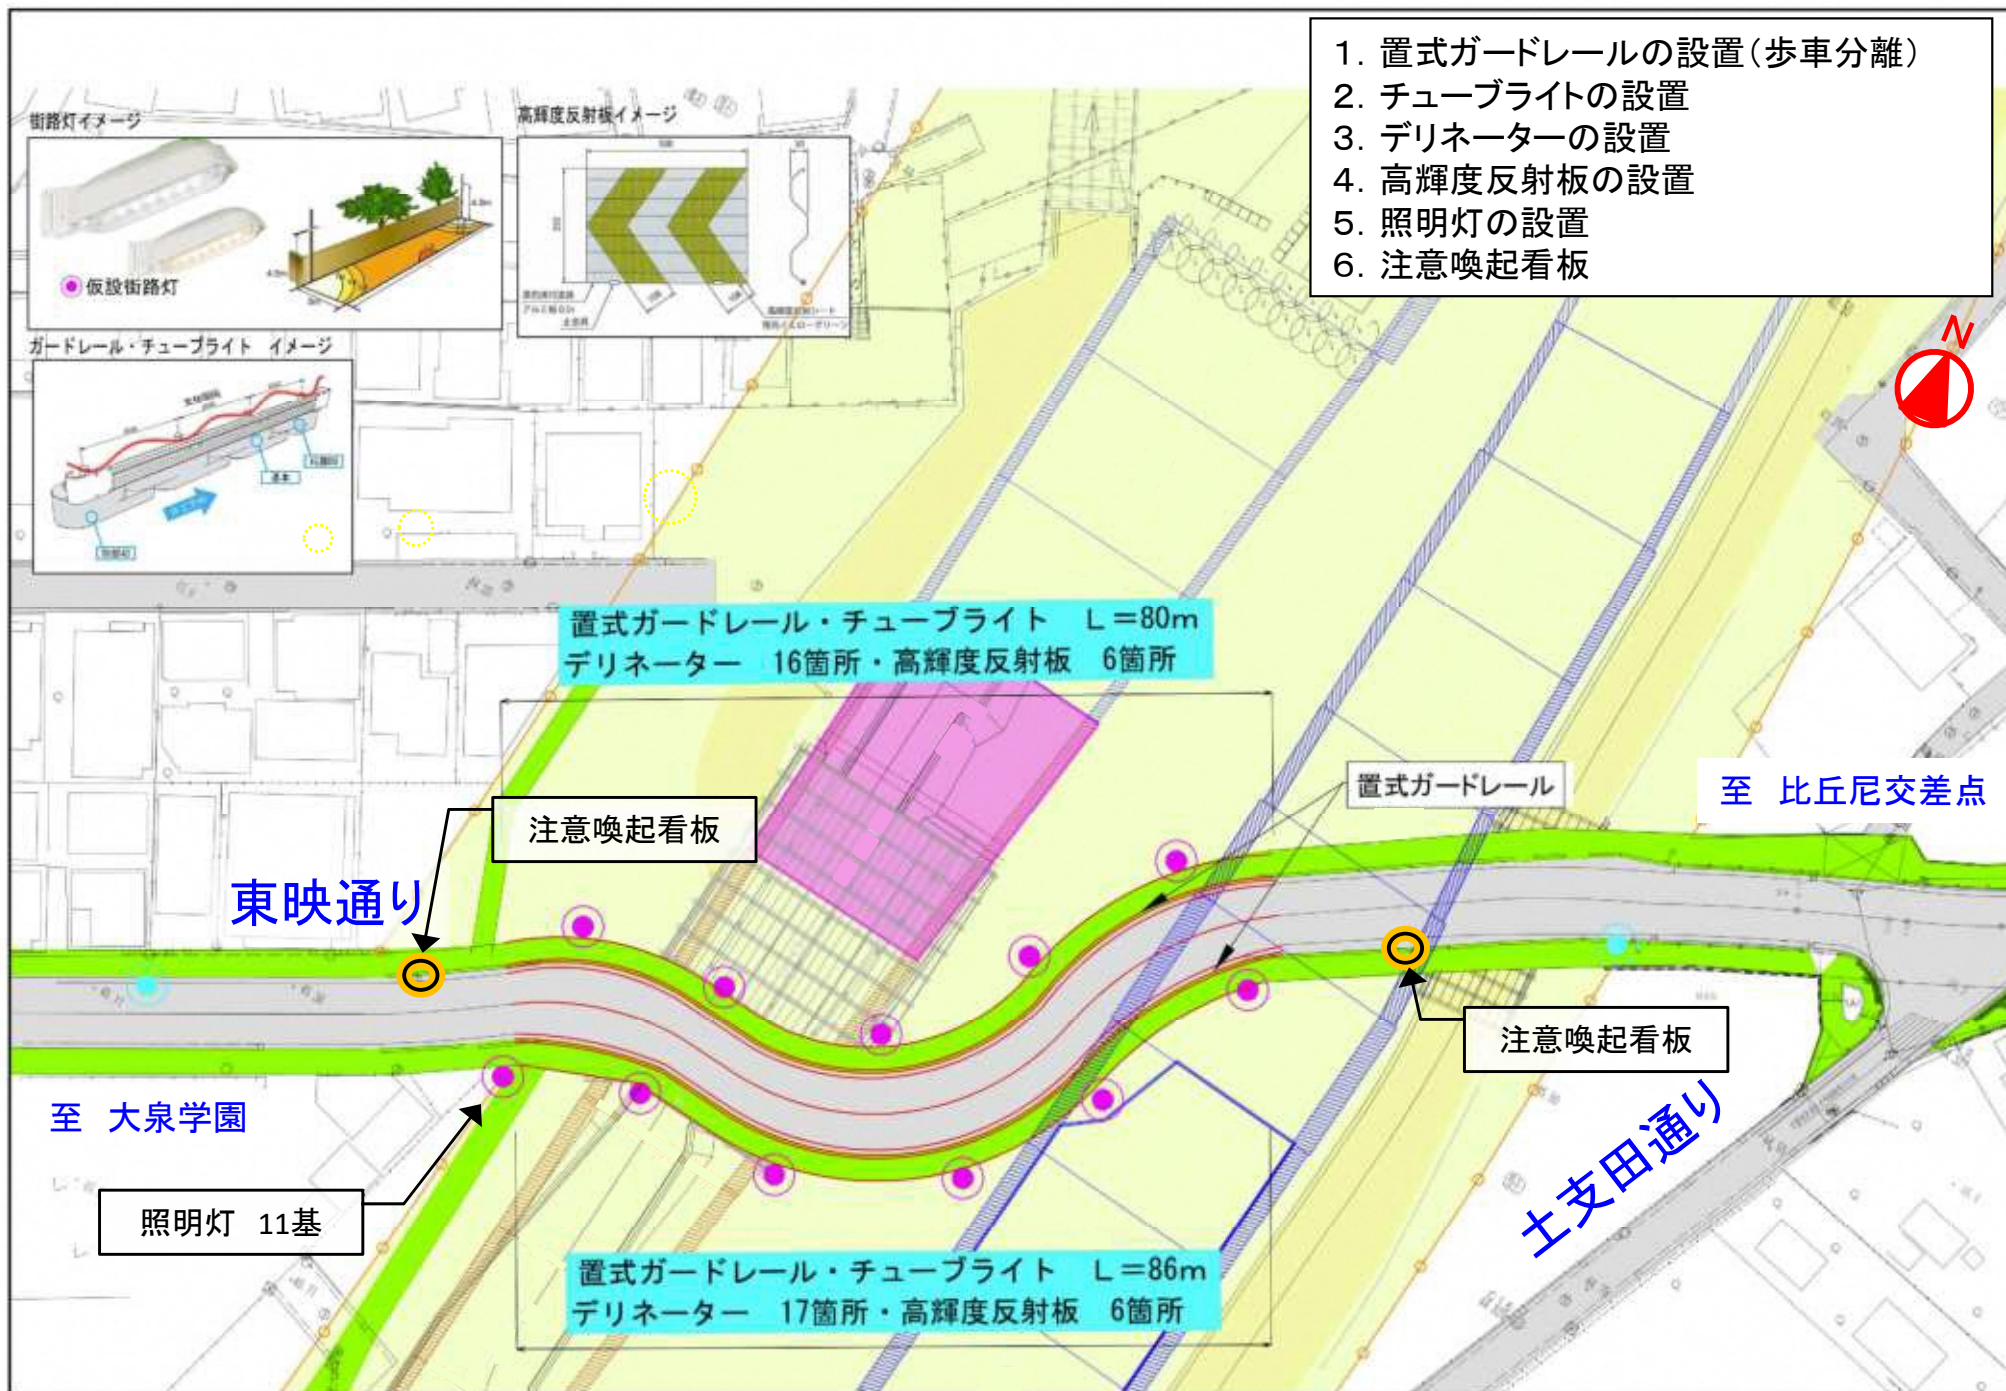 1. 置式ガードレールの設置(歩車分離)
2. チューブライトの設置
3. デリネーターの設置
4. 高輝度反射板の設置
5. 照明灯の設置
6. 注意喚起看板
街路灯イメージ
仮設街路灯
高輝度反射板イメージ
ガードレール・チューブライト イメージ
N
置式ガードレール・チューブライト L=80m
デリネーター 16箇所・高輝度反射板 6箇所
置式ガードレール
至 比丘尼交差点
注意喚起看板
東映通り
注意喚起看板
至 大泉学園
土支田通り
照明灯 11基
置式ガードレール・チューブライト L=86m
デリネーター 17箇所・高輝度反射板 6箇所